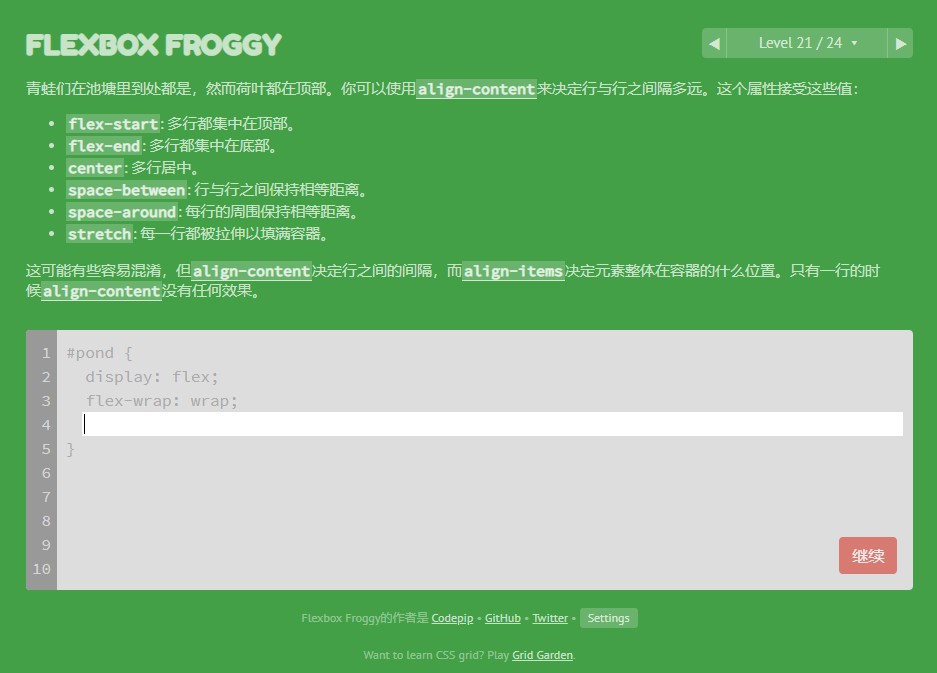 FLEXBOX FROGGY
◀ Level 21 / 24 ▾ ▶
青蛙们在池塘里到处都是，然而荷叶都在顶部。你可以使用align-content来决定行与行之间隔多远。这个属性接受这些值：
• flex-start: 多行都集中在顶部。
• flex-end: 多行都集中在底部。
• center: 多行居中。
• space-between: 行与行之间保持相等距离。
• space-around: 每行的周围保持相等距离。
• stretch: 每一行都被拉伸以填满容器。
这可能有些容易混淆，但align-content决定行之间的间隔，而align-items决定元素整体在容器的什么位置。只有一行的时
候align-content没有任何效果。
1 #pond {
2 display: flex;
3 flex-wrap: wrap;
4
5 }
6
7
8
9
10
继续
Flexbox Froggy的作者是 Codepip • GitHub • Twitter • Settings
Want to learn CSS grid? Play Grid Garden.